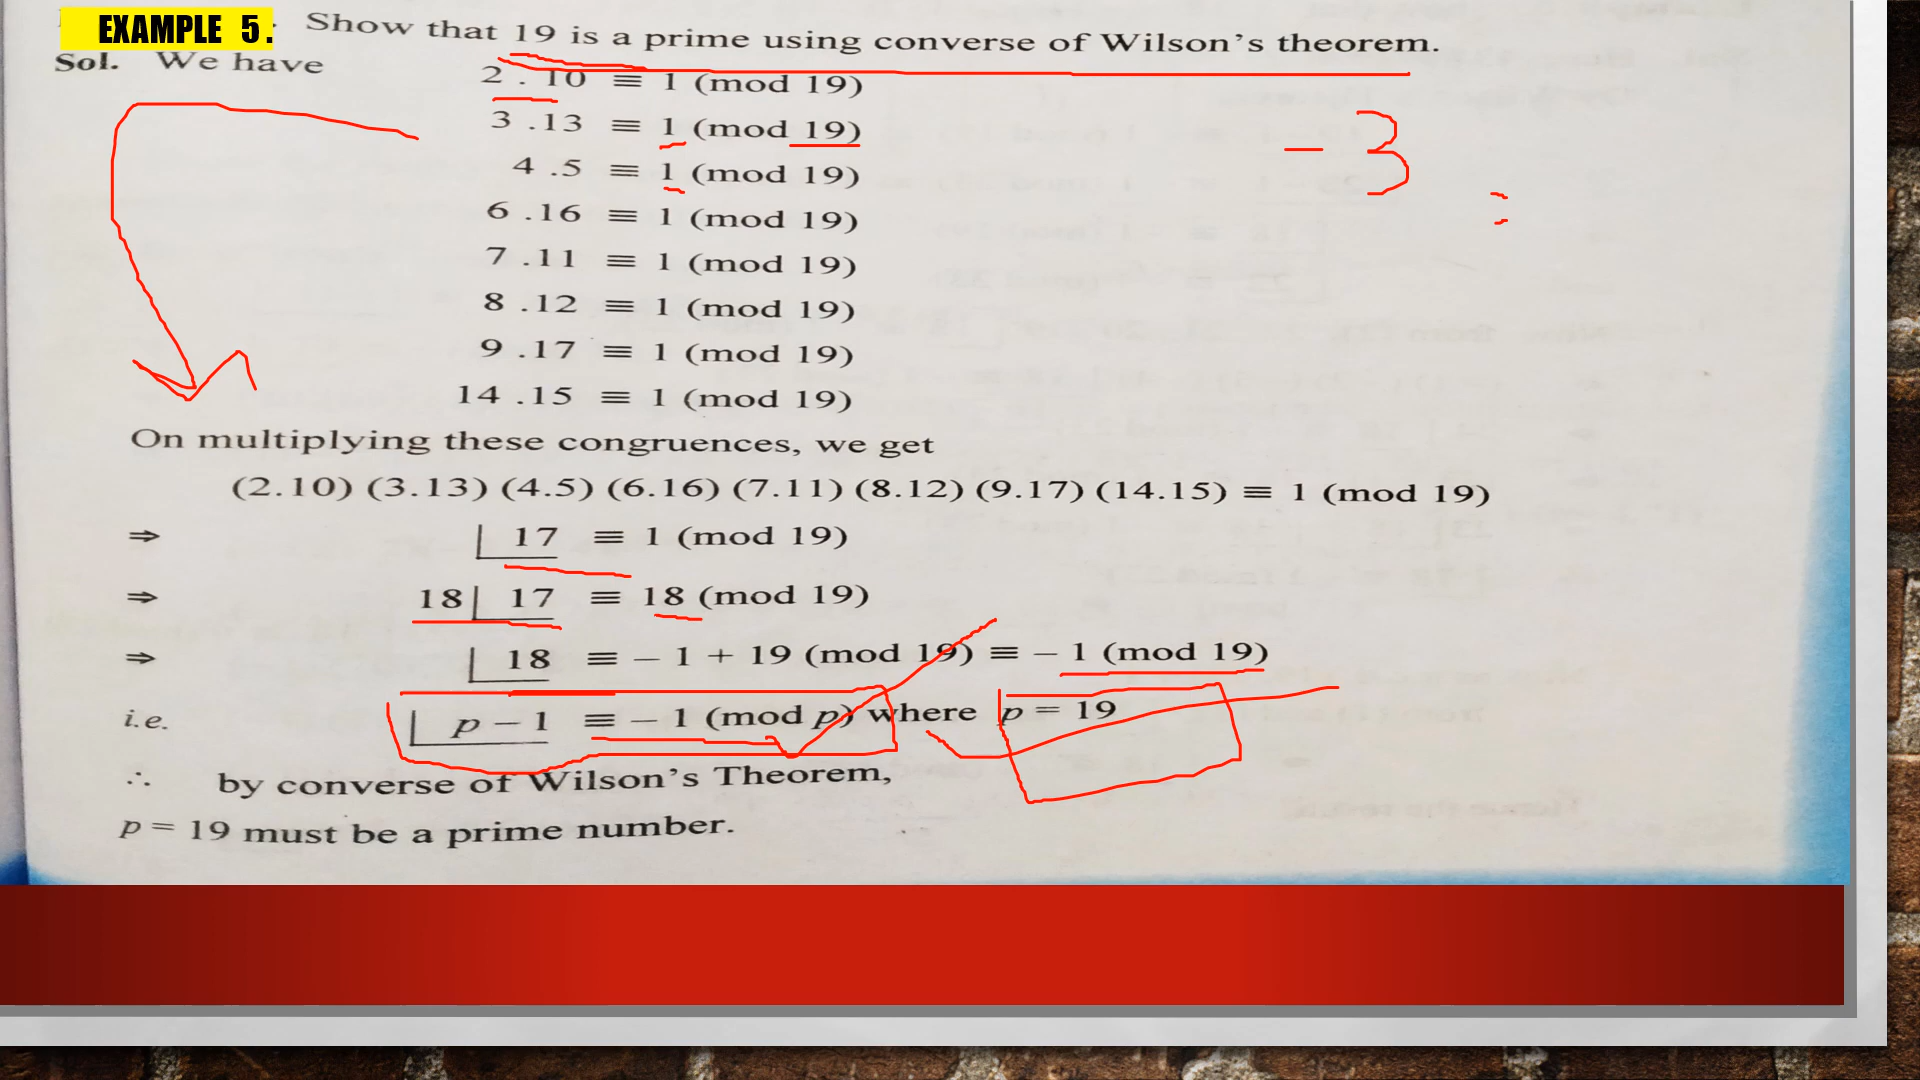 EXAMPLE 5. Show that 19 is a prime using converse of Wilson's theorem.
Sol. We have
2 . 10 ≡ 1 (mod 19)
3 .13 ≡ 1 (mod 19)
4 .5 ≡ 1 (mod 19)
6 .16 ≡ 1 (mod 19)
7 .11 ≡ 1 (mod 19)
8 .12 ≡ 1 (mod 19)
9 .17 ≡ 1 (mod 19)
14 .15 ≡ 1 (mod 19)
- 3
On multiplying these congruences, we get
(2.10) (3.13) (4.5) (6.16) (7.11) (8.12) (9.17) (14.15) ≡ 1 (mod 19)
⇒ |17 ≡ 1 (mod 19)
⇒ 18|17 ≡ 18 (mod 19)
⇒ |18 ≡ – 1 + 19 (mod 19) ≡ – 1 (mod 19)
i.e. |p – 1 ≡ – 1 (mod p) where p = 19
∴ by converse of Wilson's Theorem,
p = 19 must be a prime number.